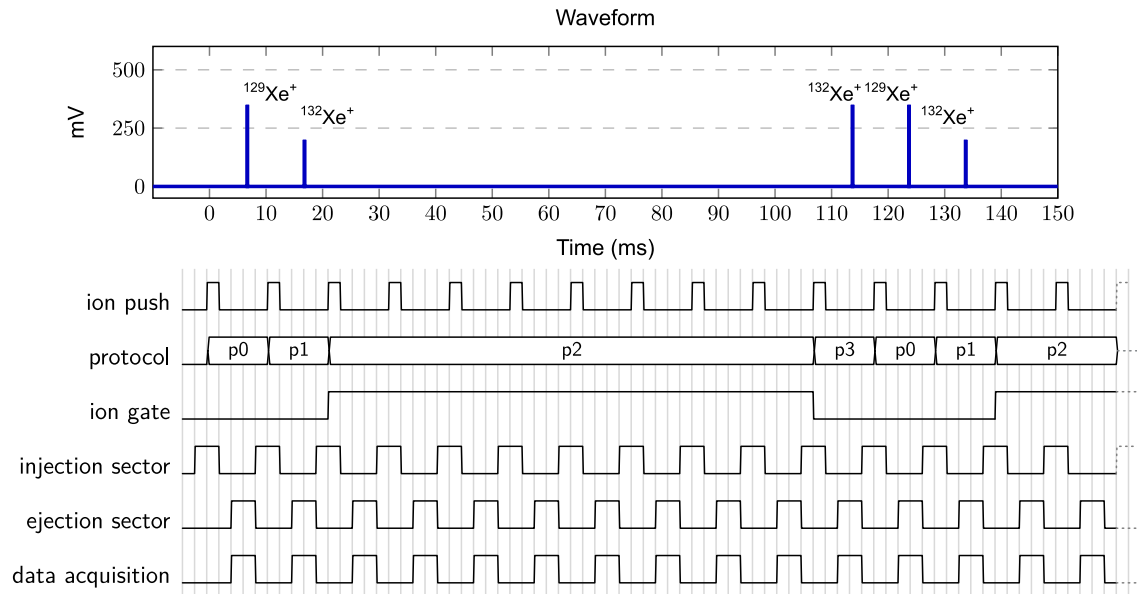 Waveform
500
250
0
mV
¹²⁹Xe⁺
¹³²Xe⁺
¹³²Xe⁺ ¹²⁹Xe⁺
¹³²Xe⁺
0 10 20 30 40 50 60 70 80 90 100 110 120 130 140 150
Time (ms)
ion push
protocol p0 p1 p2 p3 p0 p1 p2
ion gate
injection sector
ejection sector
data acquisition